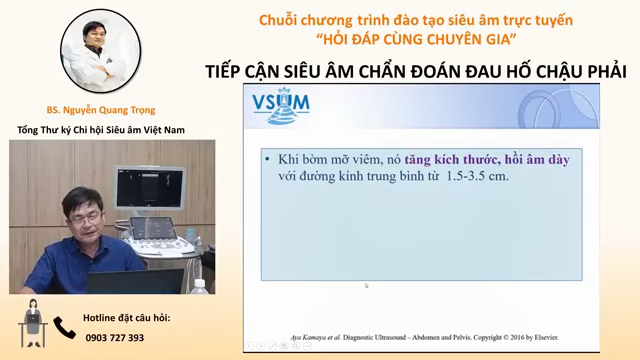 Chuỗi chương trình đào tạo siêu âm trực tuyến
“HỎI ĐÁP CÙNG CHUYÊN GIA”
TIẾP CẬN SIÊU ÂM CHẨN ĐOÁN ĐAU HỐ CHẬU PHẢI
BS. Nguyễn Quang Trọng
Tổng Thư ký Chi hội Siêu âm Việt Nam
VSUM
• Khi bờm mỡ viêm, nó tăng kích thước, hồi âm dày
với đường kính trung bình từ 1.5-3.5 cm.
Hotline đặt câu hỏi:
0903 727 393
Aya Kamaya et al. Diagnostic Ultrasound – Abdomen and Pelvis. Copyright © 2016 by Elsevier.